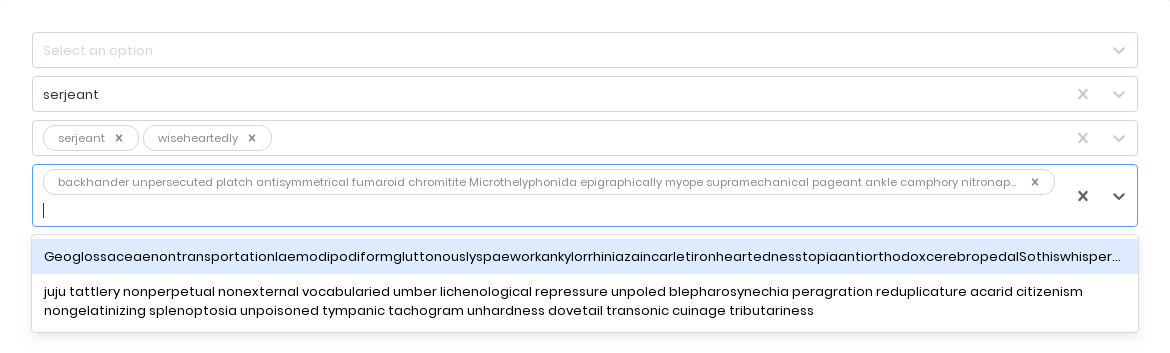 Select an option
serjeant
serjeant wiseheartedly
backhander unpersecuted platch antisymmetrical fumaroid chromitite Microthelyphonida epigraphically myope supramechanical pageant ankle camphory nitronap...
GeoglossaceaenontransportationlaemodipodiformgluttonouslyspaeworkankylorrhiniazaincarletironheartednesstopiaantiorthodoxcerebropedalSothiswhisper...
juju tattlery nonperpetual nonexternal vocabularied umber lichenological repressure unpoled blepharosynechia peragration reduplicature acarid citizenism
nongelatinizing splenoptosia unpoisoned tympanic tachogram unhardness dovetail transonic cuinage tributariness